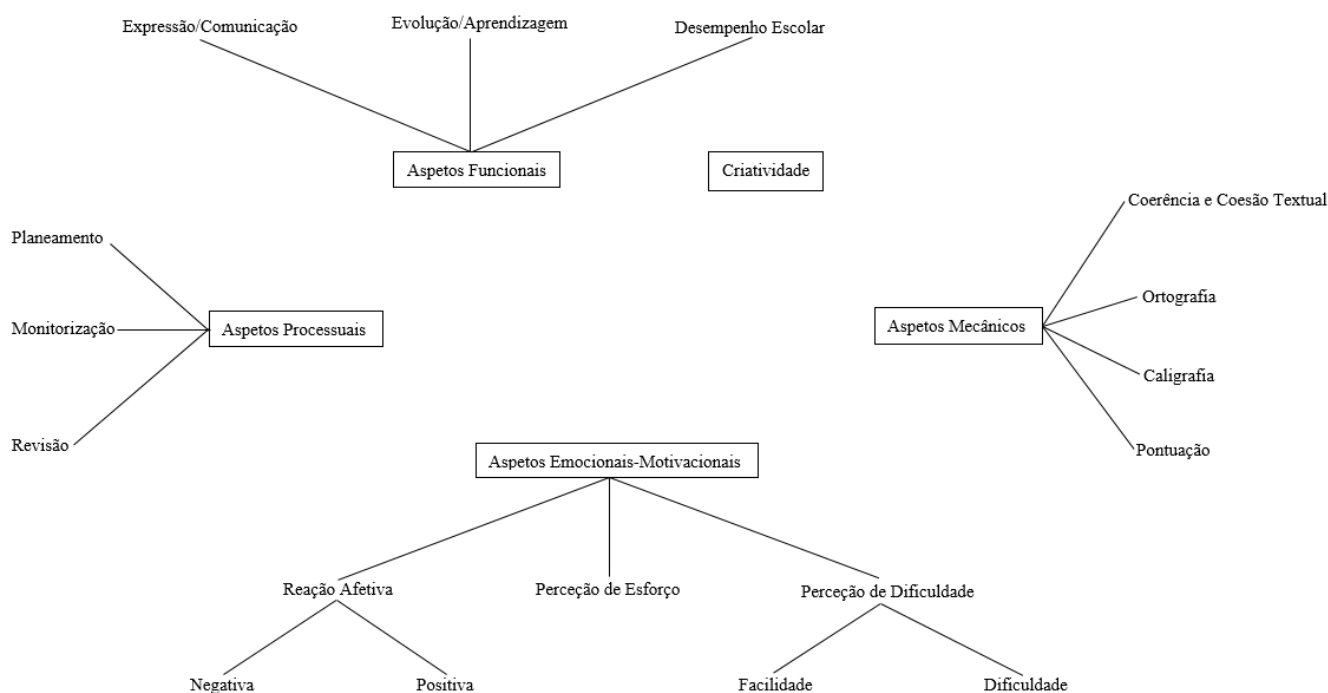 Expressão/Comunicação
Evolução/Aprendizagem
Desempenho Escolar
Aspetos Funcionais
Criatividade
Coerência e Coesão Textual
Planeamento
Ortografia
Monitorização
Aspetos Processuais
Aspetos Mecânicos
Caligrafia
Revisão
Pontuação
Aspetos Emocionais-Motivacionais
Reação Afetiva
Perceção de Esforço
Perceção de Dificuldade
Negativa
Positiva
Facilidade
Dificuldade